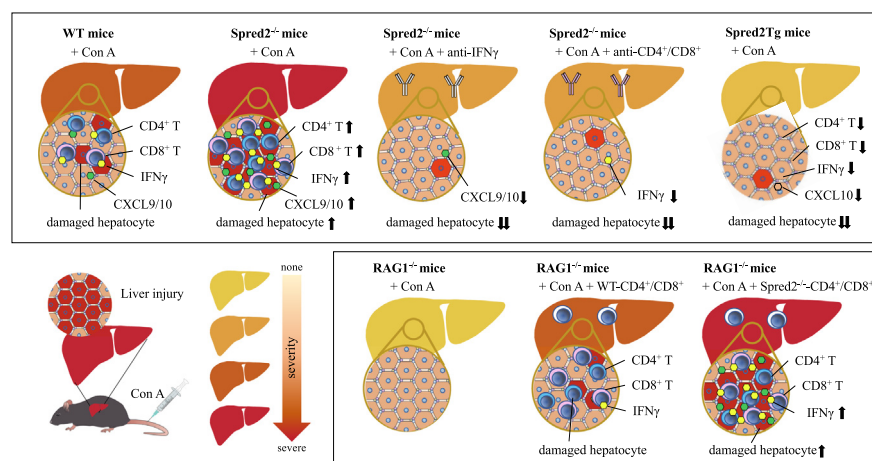 WT mice
+ Con A
CD4⁺ T
CD8⁺ T
IFNγ
CXCL9/10
damaged hepatocyte
Spred2⁻/⁻ mice
+ Con A
CD4⁺ T⬆
CD8⁺ T⬆
IFNγ⬆
CXCL9/10⬆
damaged hepatocyte⬆
Spred2⁻/⁻ mice
+ Con A + anti-IFNγ
CXCL9/10⬇
damaged hepatocyte⬇⬇
Spred2⁻/⁻ mice
+ Con A + anti-CD4⁺/CD8⁺
IFNγ⬇
damaged hepatocyte⬇⬇
Spred2Tg mice
+ Con A
CD4⁺ T⬇
CD8⁺ T⬇
IFNγ⬇
CXCL10⬇
damaged hepatocyte⬇⬇
Liver injury
Con A
none
severity
severe
RAG1⁻/⁻ mice
+ Con A
RAG1⁻/⁻ mice
+ Con A + WT-CD4⁺/CD8⁺
CD4⁺ T
CD8⁺ T
IFNγ
damaged hepatocyte
RAG1⁻/⁻ mice
+ Con A + Spred2⁻/⁻-CD4⁺/CD8⁺
CD4⁺ T
CD8⁺ T
IFNγ⬆
damaged hepatocyte⬆